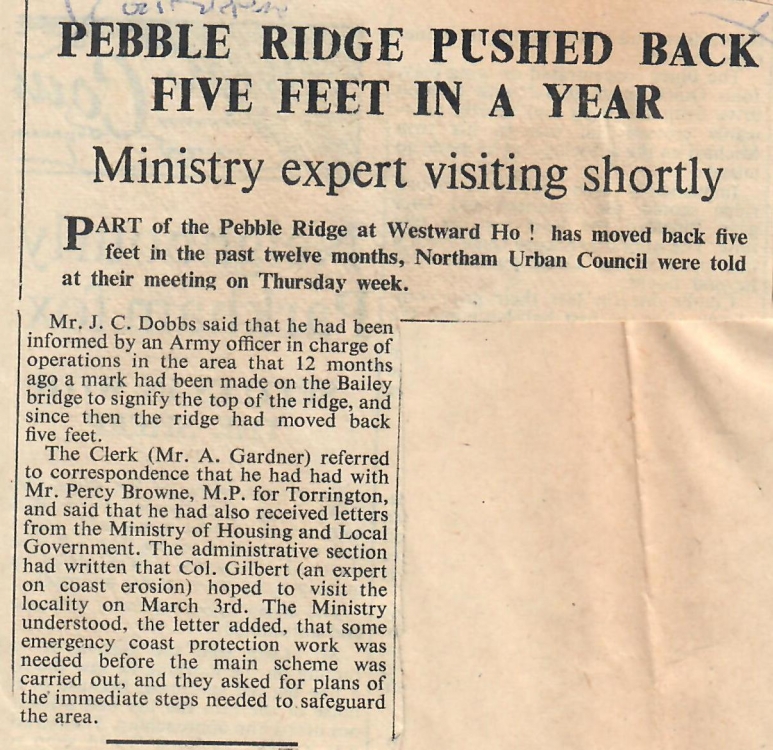 PEBBLE RIDGE PUSHED BACK
FIVE FEET IN A YEAR
Ministry expert visiting shortly
PART of the Pebble Ridge at Westward Ho ! has moved back five
feet in the past twelve months, Northam Urban Council were told
at their meeting on Thursday week.
Mr. J. C. Dobbs said that he had been
informed by an Army officer in charge of
operations in the area that 12 months
ago a mark had been made on the Bailey
bridge to signify the top of the ridge, and
since then the ridge had moved back
five feet.
The Clerk (Mr. A. Gardner) referred
to correspondence that he had had with
Mr. Percy Browne, M.P. for Torrington,
and said that he had also received letters
from the Ministry of Housing and Local
Government. The administrative section
had written that Col. Gilbert (an expert
on coast erosion) hoped to visit the
locality on March 3rd. The Ministry
understood, the letter added, that some
emergency coast protection work was
needed before the main scheme was
carried out, and they asked for plans of
the immediate steps needed to safeguard
the area.